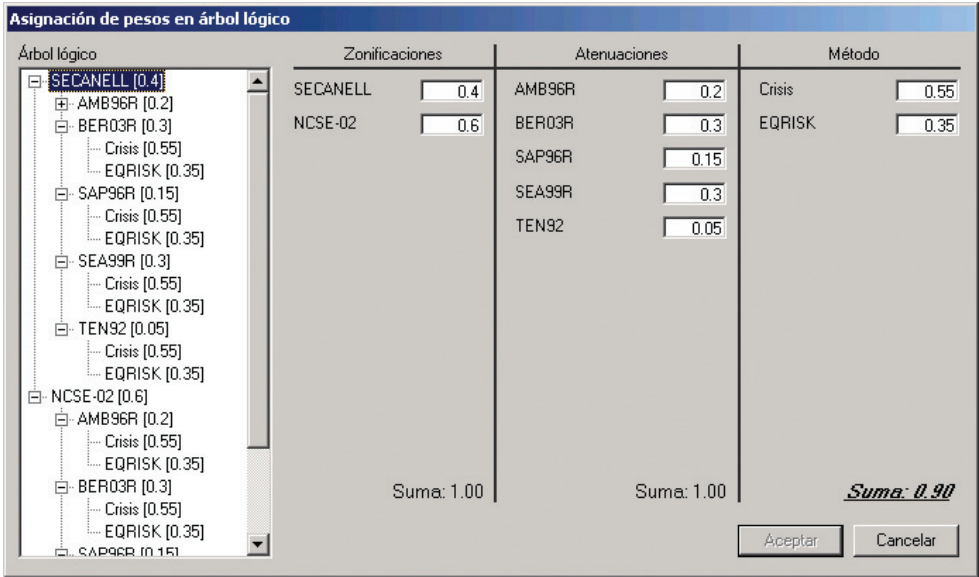 Asignación de pesos en árbol lógico
Árbol lógico
SECANELL [0.4]
AMB96R [0.2]
BER03R [0.3]
Crisis [0.55]
EQRISK [0.35]
SAP96R [0.15]
Crisis [0.55]
EQRISK [0.35]
SEA99R [0.3]
Crisis [0.55]
EQRISK [0.35]
TEN92 [0.05]
Crisis [0.55]
EQRISK [0.35]
NCSE-02 [0.6]
AMB96R [0.2]
Crisis [0.55]
EQRISK [0.35]
BER03R [0.3]
Crisis [0.55]
EQRISK [0.35]
SAP96R [0.15]
Zonificaciones
SECANELL 0.4
NCSE-02 0.6
Suma: 1.00
Atenuaciones
AMB96R 0.2
BER03R 0.3
SAP96R 0.15
SEA99R 0.3
TEN92 0.05
Suma: 1.00
Método
Crisis 0.55
EQRISK 0.35
Suma: 0.90
Aceptar
Cancelar